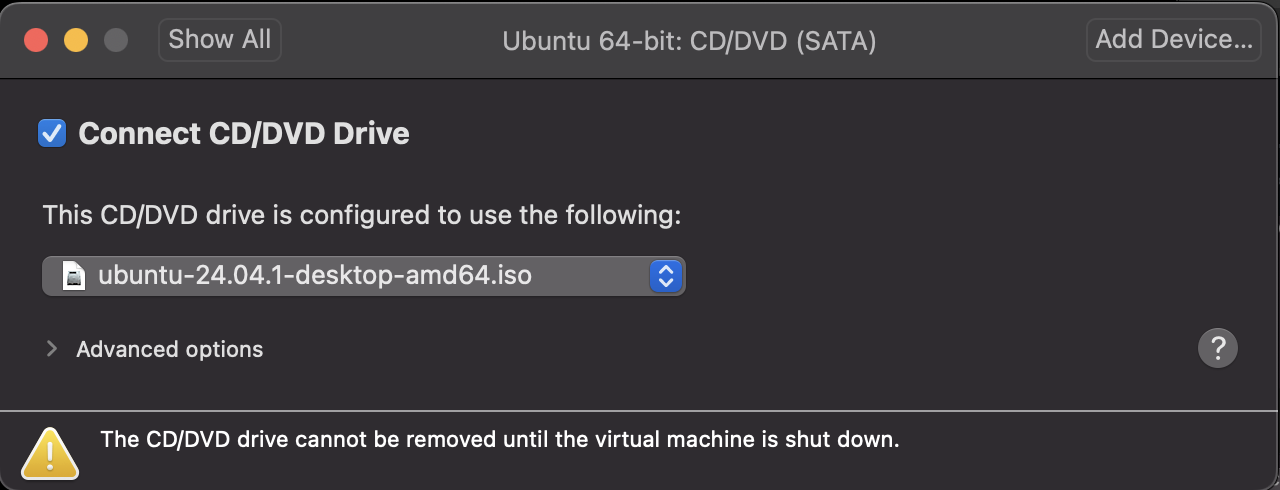 Show All
Ubuntu 64-bit: CD/DVD (SATA)
Add Device...
Connect CD/DVD Drive
This CD/DVD drive is configured to use the following:
ubuntu-24.04.1-desktop-amd64.iso
Advanced options
?
The CD/DVD drive cannot be removed until the virtual machine is shut down.